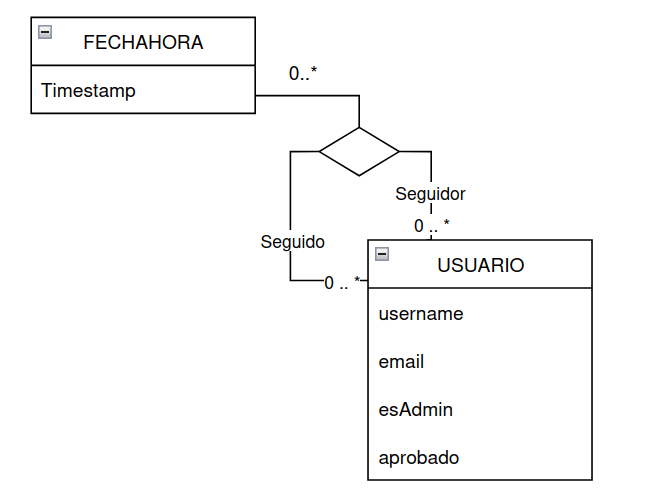 FECHAHORA
Timestamp
0..*
Seguidor
0 .. *
Seguido
0 .. *
USUARIO
username
email
esAdmin
aprobado